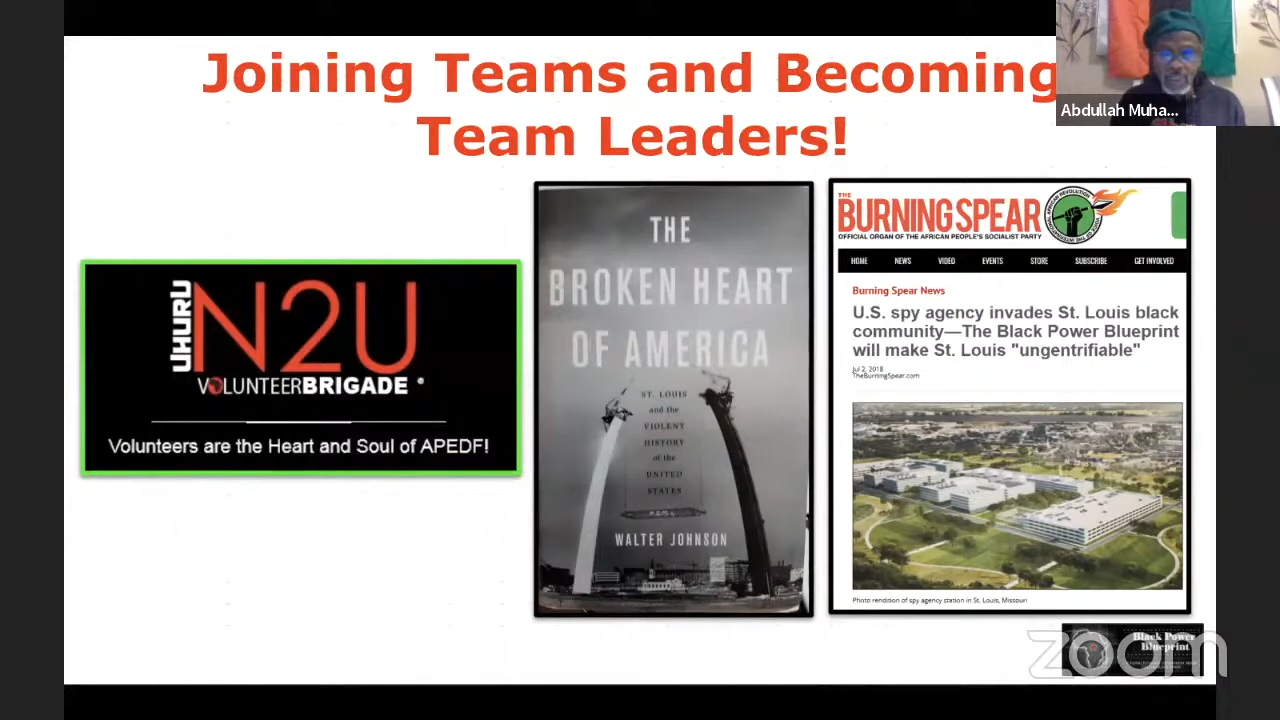 Joining Teams and Becoming
Team Leaders!
Abdullah Muha...
UHURU
N2U
VOLUNTEERBRIGADE
Volunteers are the Heart and Soul of APEDF!
THE
BROKEN HEART
OF AMERICA
ST. LOUIS
and the
VIOLENT
HISTORY
of the
UNITED
STATES
WALTER JOHNSON
THE
BURNING SPEAR
OFFICIAL ORGAN OF THE AFRICAN PEOPLE'S SOCIALIST PARTY
HOME NEWS VIDEO EVENTS STORE SUBSCRIBE GET INVOLVED
Burning Spear News
U.S. spy agency invades St. Louis black
community—The Black Power Blueprint
will make St. Louis "ungentrifiable"
Jul 2, 2018
TheBurningSpear.com
Photo rendition of spy agency station in St. Louis, Missouri
Black Power
Blueprint
zoom